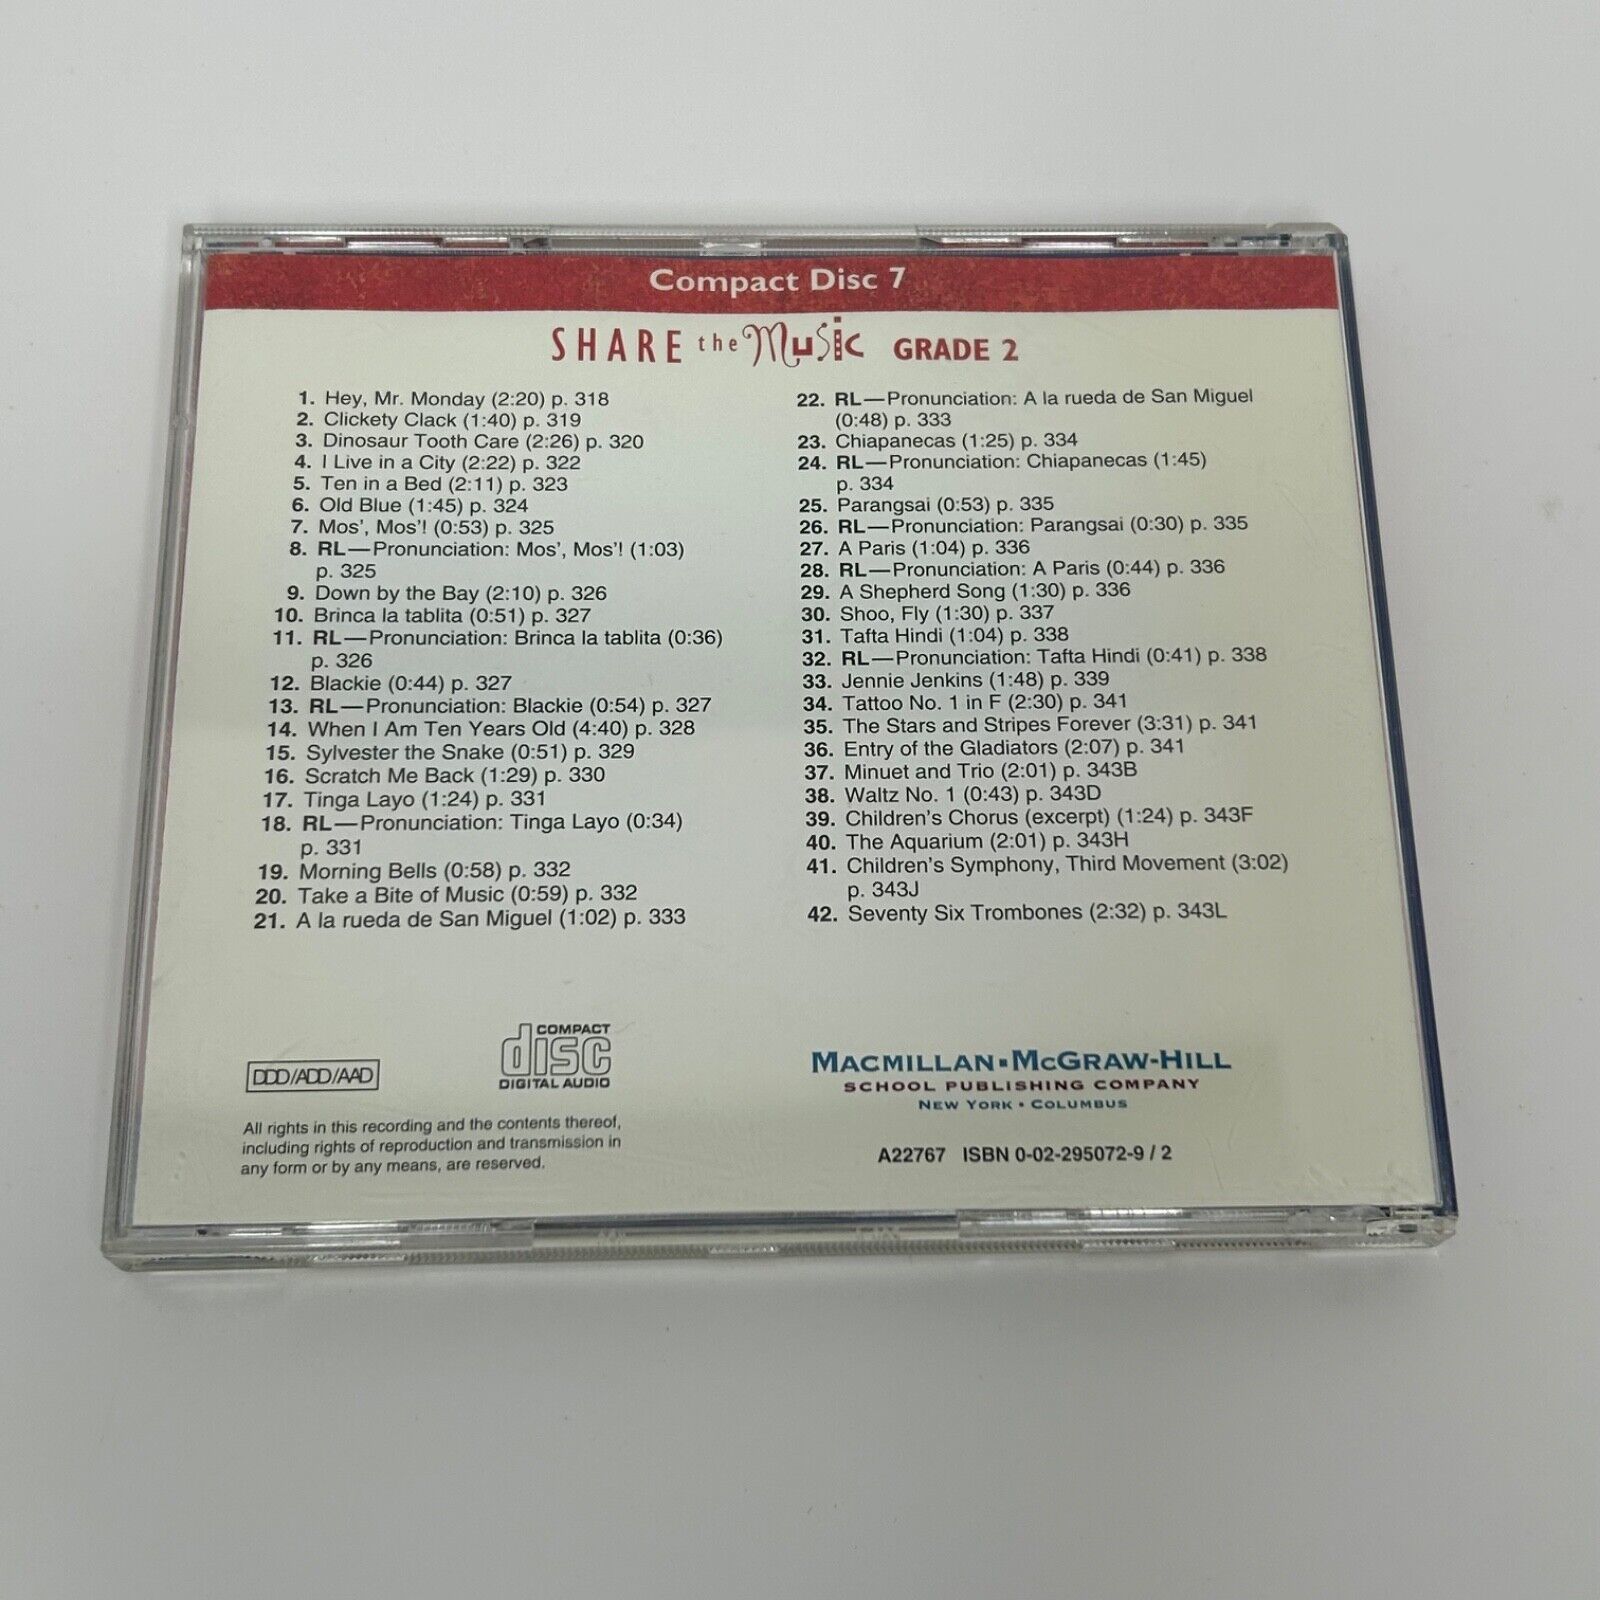 Compact Disc 7
SHARE the Music GRADE 2
1. Hey, Mr. Monday (2:20) p. 318
2. Clickety Clack (1:40) p. 319
3. Dinosaur Tooth Care (2:26) p. 320
4. I Live in a City (2:22) p. 322
5. Ten in a Bed (2:11) p. 323
6. Old Blue (1:45) p. 324
7. Mos', Mos'! (0:53) p. 325
8. RL—Pronunciation: Mos', Mos'! (1:03)
p. 325
9. Down by the Bay (2:10) p. 326
10. Brinca la tablita (0:51) p. 327
11. RL—Pronunciation: Brinca la tablita (0:36)
p. 326
12. Blackie (0:44) p. 327
13. RL—Pronunciation: Blackie (0:54) p. 327
14. When I Am Ten Years Old (4:40) p. 328
15. Sylvester the Snake (0:51) p. 329
16. Scratch Me Back (1:29) p. 330
17. Tinga Layo (1:24) p. 331
18. RL—Pronunciation: Tinga Layo (0:34)
p. 331
19. Morning Bells (0:58) p. 332
20. Take a Bite of Music (0:59) p. 332
21. A la rueda de San Miguel (1:02) p. 333
22. RL—Pronunciation: A la rueda de San Miguel
(0:48) p. 333
23. Chiapanecas (1:25) p. 334
24. RL—Pronunciation: Chiapanecas (1:45)
p. 334
25. Parangsai (0:53) p. 335
26. RL—Pronunciation: Parangsai (0:30) p. 335
27. A Paris (1:04) p. 336
28. RL—Pronunciation: A Paris (0:44) p. 336
29. A Shepherd Song (1:30) p. 336
30. Shoo, Fly (1:30) p. 337
31. Tafta Hindi (1:04) p. 338
32. RL—Pronunciation: Tafta Hindi (0:41) p. 338
33. Jennie Jenkins (1:48) p. 339
34. Tattoo No. 1 in F (2:30) p. 341
35. The Stars and Stripes Forever (3:31) p. 341
36. Entry of the Gladiators (2:07) p. 341
37. Minuet and Trio (2:01) p. 343B
38. Waltz No. 1 (0:43) p. 343D
39. Children's Chorus (excerpt) (1:24) p. 343F
40. The Aquarium (2:01) p. 343H
41. Children's Symphony, Third Movement (3:02)
p. 343J
42. Seventy Six Trombones (2:32) p. 343L
DDD/ADD/AAD
COMPACT
disc
DIGITAL AUDIO
All rights in this recording and the contents thereof,
including rights of reproduction and transmission in
any form or by any means, are reserved.
MACMILLAN▪MCGRAW-HILL
SCHOOL PUBLISHING COMPANY
NEW YORK • COLUMBUS
A22767 ISBN 0-02-295072-9 / 2